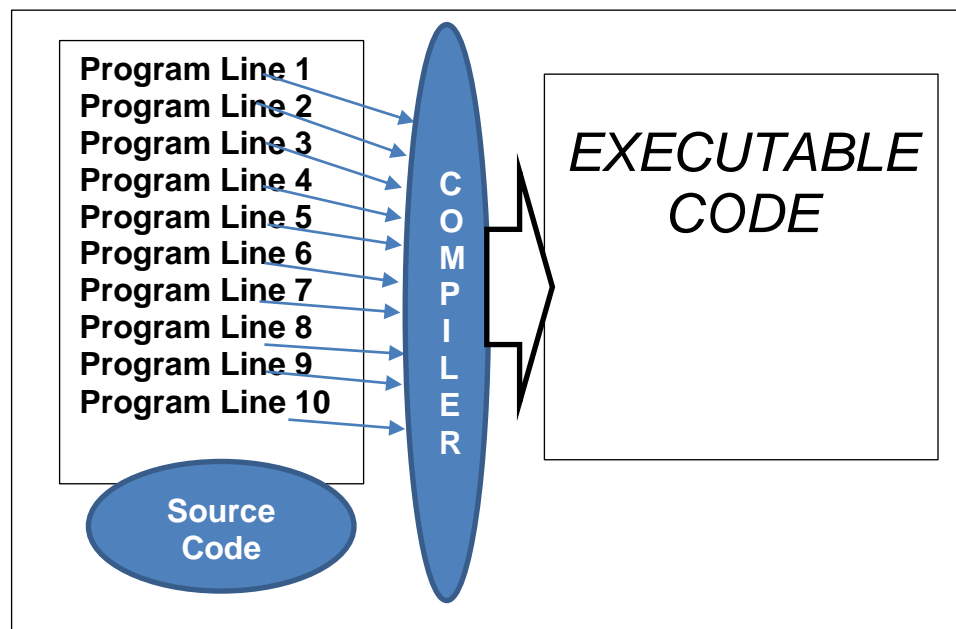 Program Line 1
Program Line 2
Program Line 3
Program Line 4
Program Line 5
Program Line 6
Program Line 7
Program Line 8
Program Line 9
Program Line 10
Source
Code
C
O
M
P
I
L
E
R
EXECUTABLE
CODE